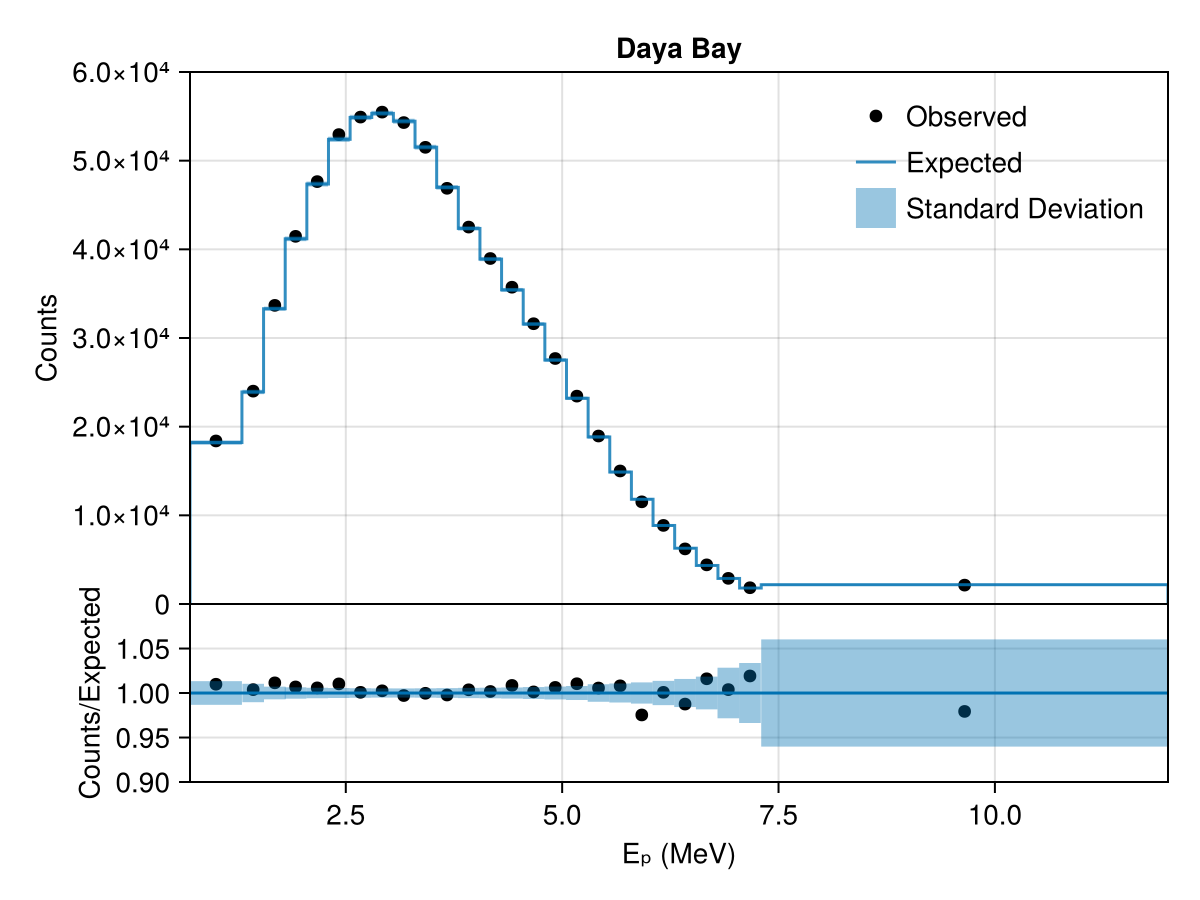 Daya Bay
6.0×10⁴
5.0×10⁴
4.0×10⁴
3.0×10⁴
2.0×10⁴
1.0×10⁴
0
Counts
Observed
Expected
Standard Deviation
1.05
1.00
0.95
0.90
Counts/Expected
2.5 5.0 7.5 10.0
Eₚ (MeV)